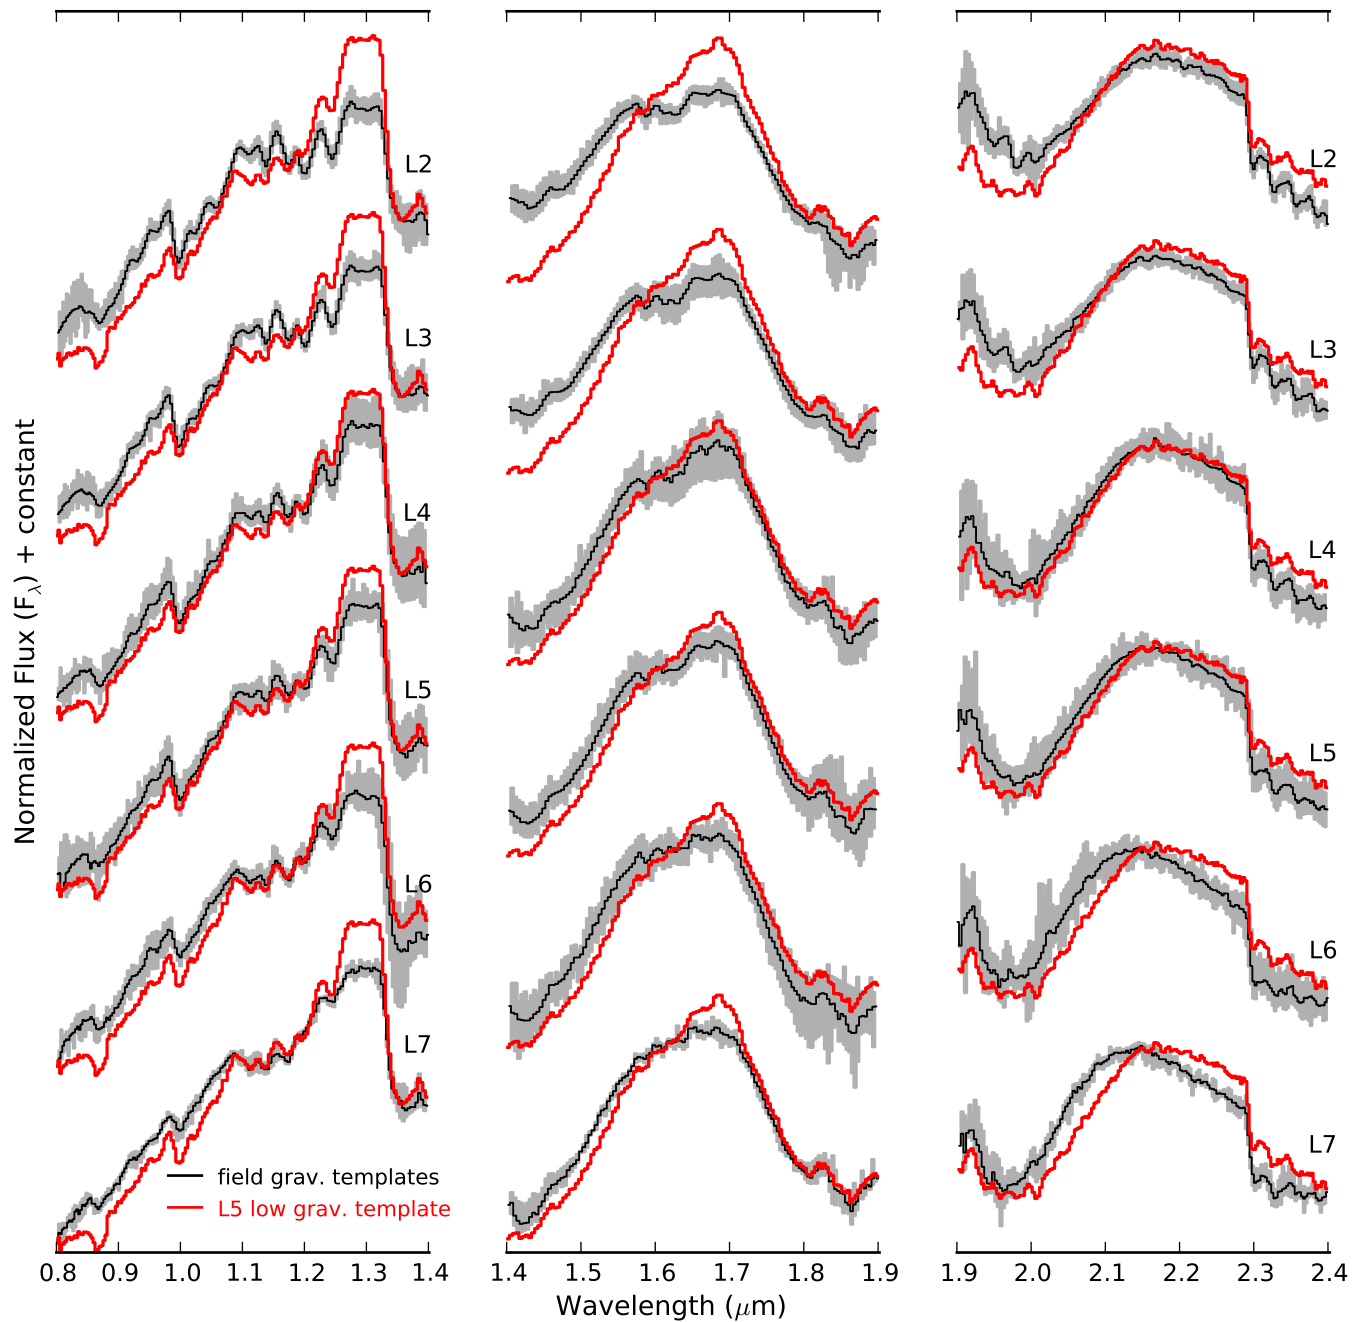 Normalized Flux (Fλ) + constant
L2
L3
L4
L5
L6
L7
field grav. templates
L5 low grav. template
L2
L3
L4
L5
L6
L7
0.8 0.9 1.0 1.1 1.2 1.3 1.4
1.4 1.5 1.6 1.7 1.8 1.9
1.9 2.0 2.1 2.2 2.3 2.4
Wavelength (μm)